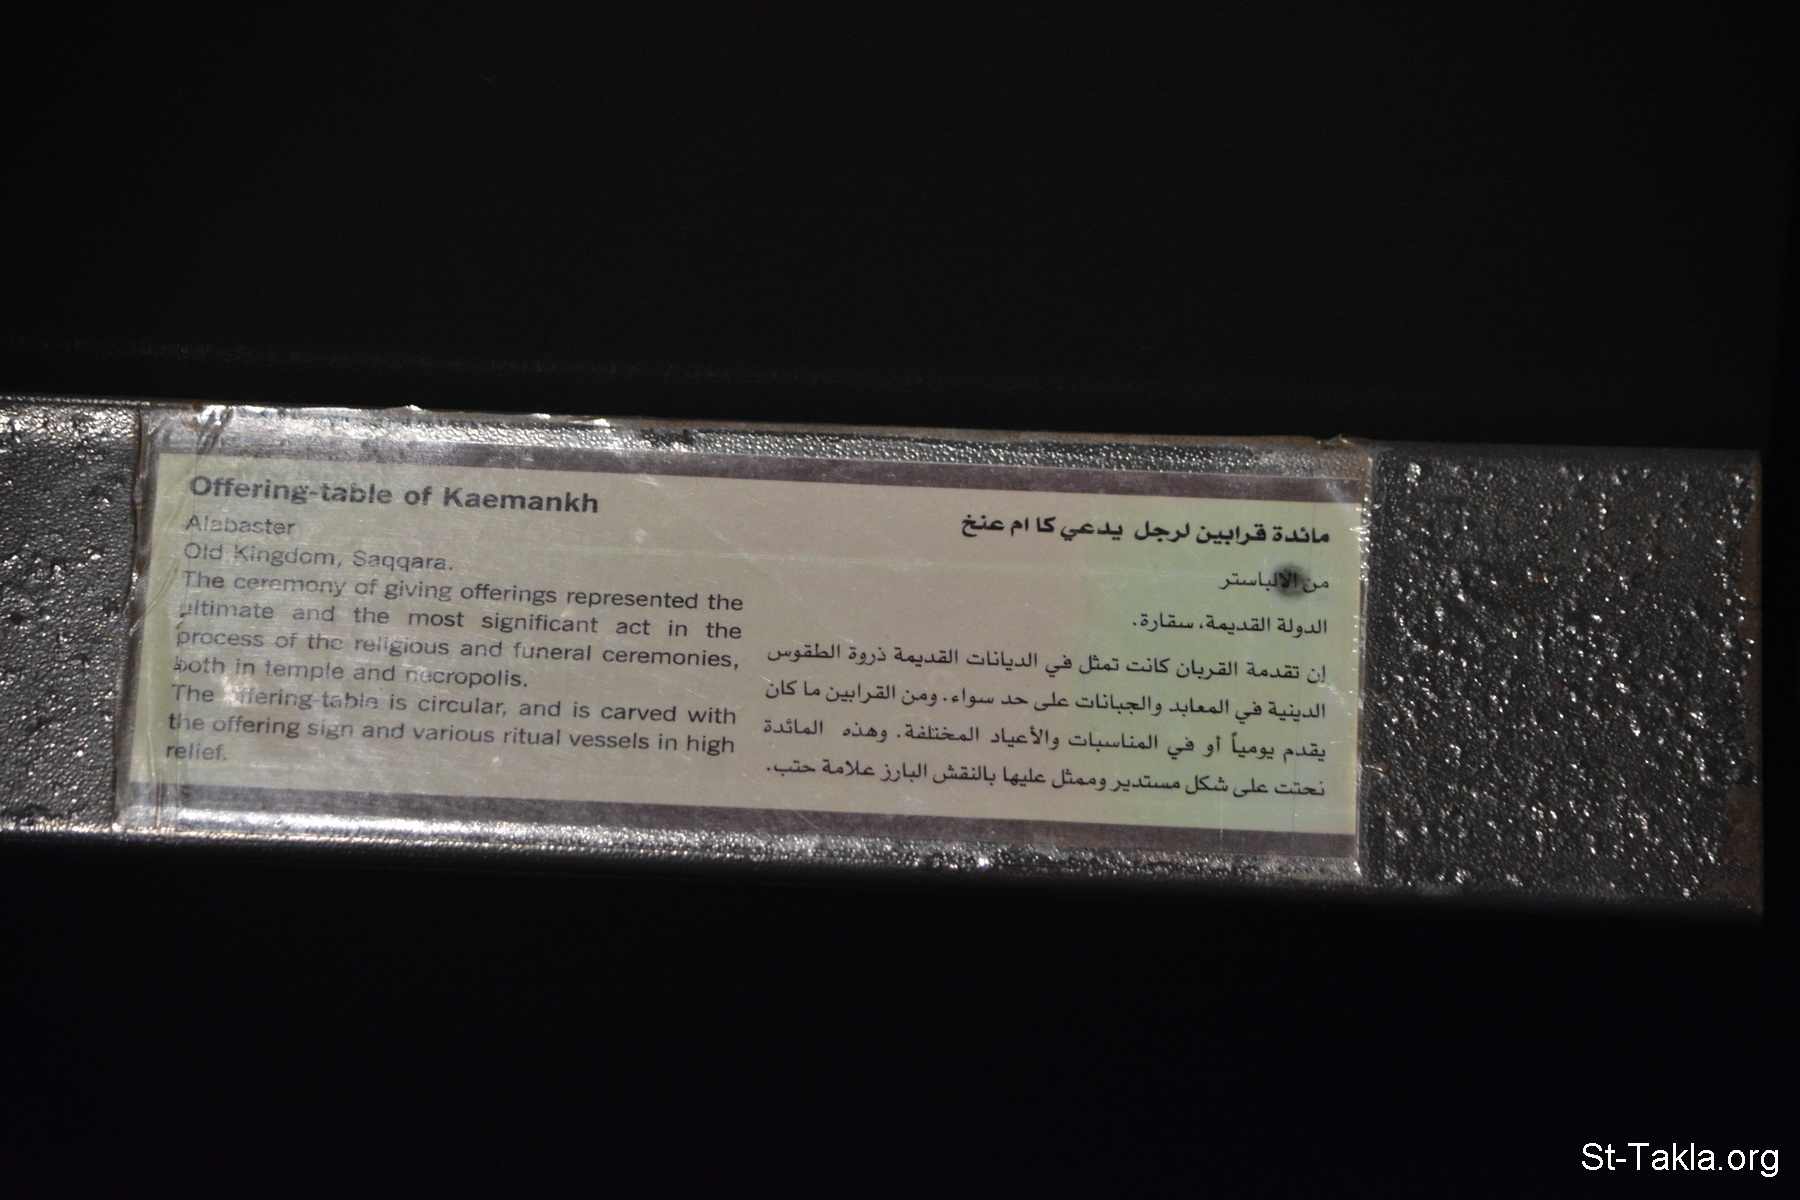 Offering-table of Kaemankh
Alabaster
Old Kingdom, Saqqara.
The ceremony of giving offerings represented the
ultimate and the most significant act in the
process of the religious and funeral ceremonies,
both in temple and necropolis.
The offering-table is circular, and is carved with
the offering sign and various ritual vessels in high
relief.
مائدة قرابين لرجل يدعي كا ام عنخ
من الالباستر
الدولة القديمة، سقارة.
إن تقدمة القربان كانت تمثل في الديانات القديمة ذروة الطقوس
الدينية في المعابد والجبانات على حد سواء. ومن القرابين ما كان
يقدم يومياً أو في المناسبات والأعياد المختلفة. وهذه المائدة
نحتت على شكل مستدير وممثل عليها بالنقش البارز علامة حتب.
St-Takla.org